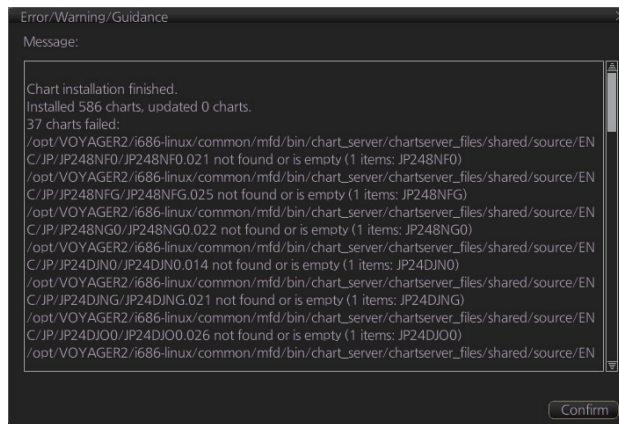 Error/Warning/Guidance
Message:
Chart installation finished.
Installed 586 charts, updated 0 charts.
37 charts failed:
/opt/VOYAGER2/i686-linux/common/mfd/bin/chart_server/chartserver_files/shared/source/EN
C/JP/JP248NF0/JP248NF0.021 not found or is empty (1 items: JP248NF0)
/opt/VOYAGER2/i686-linux/common/mfd/bin/chart_server/chartserver_files/shared/source/EN
C/JP/JP248NFG/JP248NFG.025 not found or is empty (1 items: JP248NFG)
/opt/VOYAGER2/i686-linux/common/mfd/bin/chart_server/chartserver_files/shared/source/EN
C/JP/JP248NG0/JP248NG0.022 not found or is empty (1 items: JP248NG0)
/opt/VOYAGER2/i686-linux/common/mfd/bin/chart_server/chartserver_files/shared/source/EN
C/JP/JP24DJN0/JP24DJN0.014 not found or is empty (1 items: JP24DJN0)
/opt/VOYAGER2/i686-linux/common/mfd/bin/chart_server/chartserver_files/shared/source/EN
C/JP/JP24DJNG/JP24DJNG.021 not found or is empty (1 items: JP24DJNG)
/opt/VOYAGER2/i686-linux/common/mfd/bin/chart_server/chartserver_files/shared/source/EN
C/JP/JP24DJO0/JP24DJO0.026 not found or is empty (1 items: JP24DJO0)
/opt/VOYAGER2/i686-linux/common/mfd/bin/chart_server/chartserver_files/shared/source/EN
Confirm